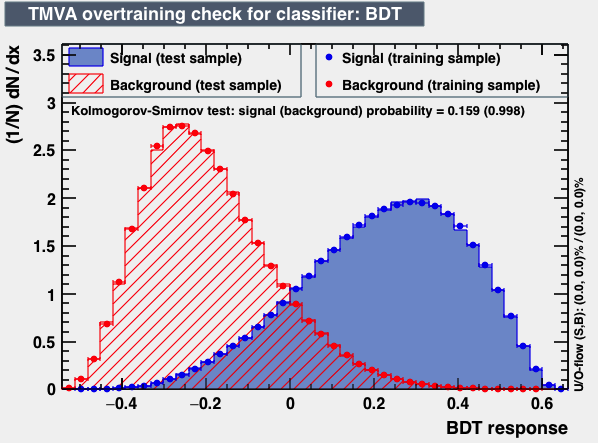 TMVA overtraining check for classifier: BDT
(1/N) dN / dx
Signal (test sample)
Background (test sample)
Signal (training sample)
Background (training sample)
Kolmogorov-Smirnov test: signal (background) probability = 0.159 (0.998)
3.5
3
2.5
2
1.5
1
0.5
0
−0.4
−0.2
0
0.2
0.4
0.6
BDT response
U/O-flow (S,B): (0.0, 0.0)% / (0.0, 0.0)%